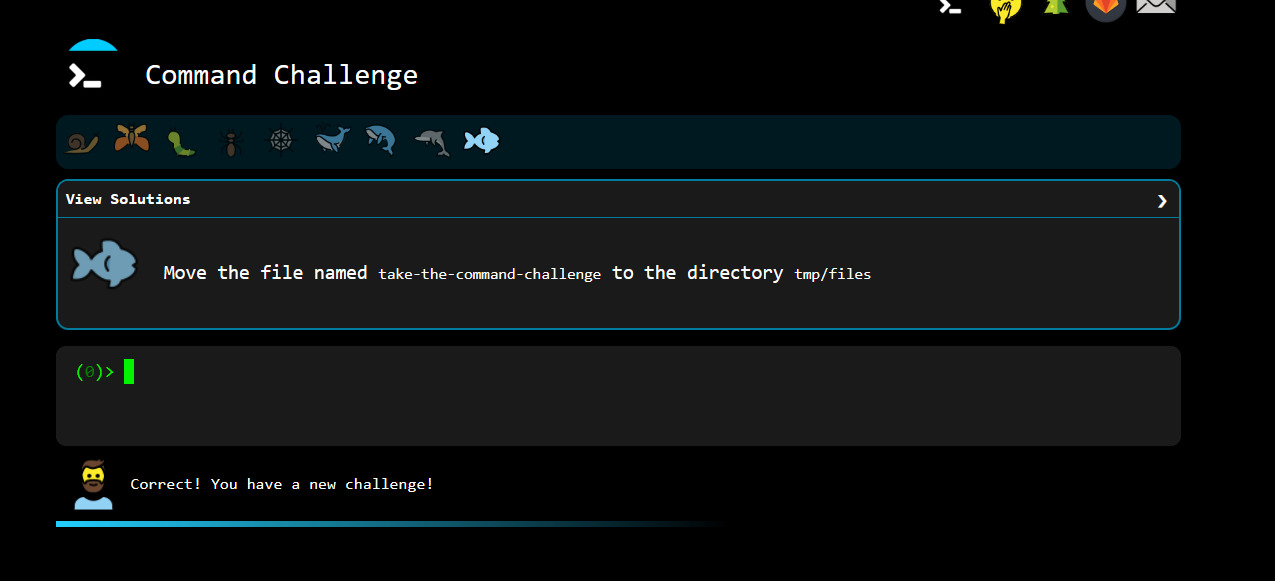 Command Challenge
View Solutions
Move the file named take-the-command-challenge to the directory tmp/files
(0)>
Correct! You have a new challenge!